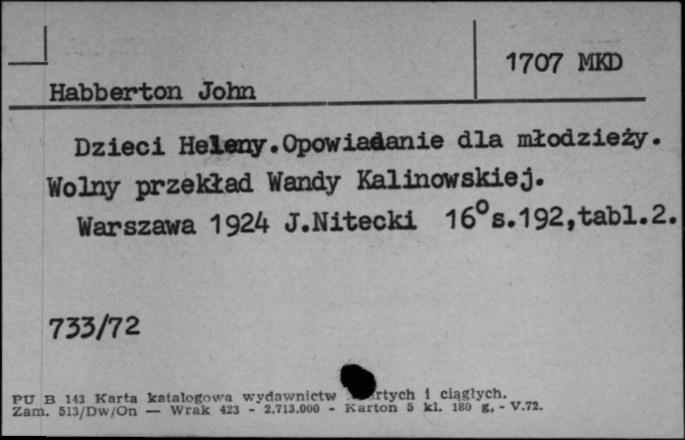 1707 MKD
Habberton John
Dzieci Heleny.Opowiadanie dla młodzieży.
Wolny przekład Wandy Kalinowskiej.
Warszawa 1924 J.Nitecki 16° s.192,tabl.2.
733/72
PU B 143 Karta katalogowa wydawnictw rtych i ciągłych.
Zam. 513/Dw/On — Wrak 423 - 2.713.000 - Karton 5 kl. 180 g. - V.72.